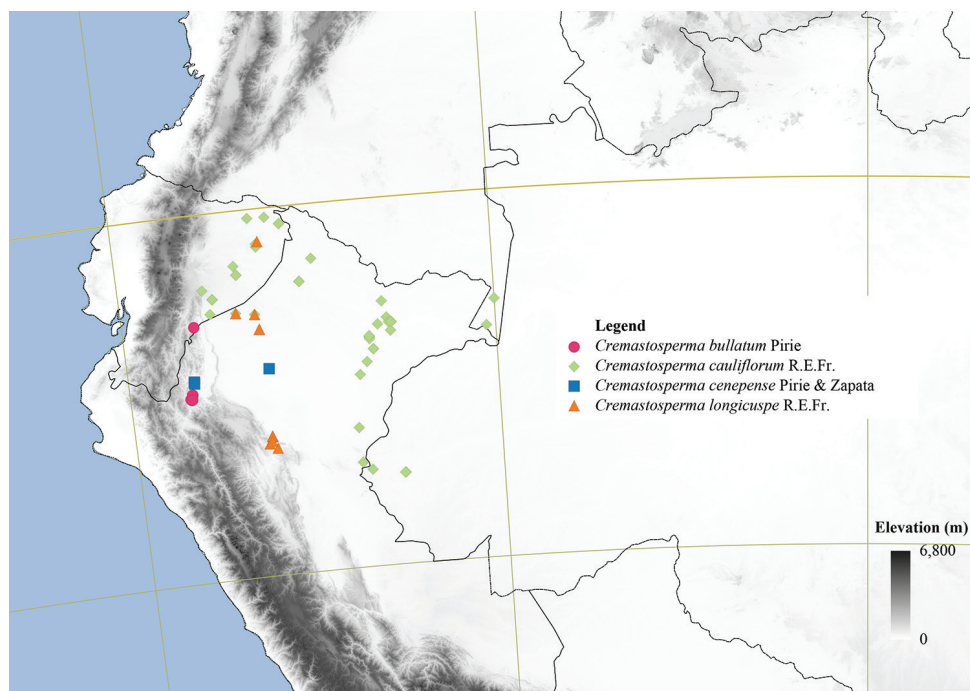 Legend
Cremastosperma bullatum Pirie
Cremastosperma cauliflorum R.E.Fr.
Cremastosperma cenepense Pirie & Zapata
Cremastosperma longicuspe R.E.Fr.
Elevation (m)
6,800
0